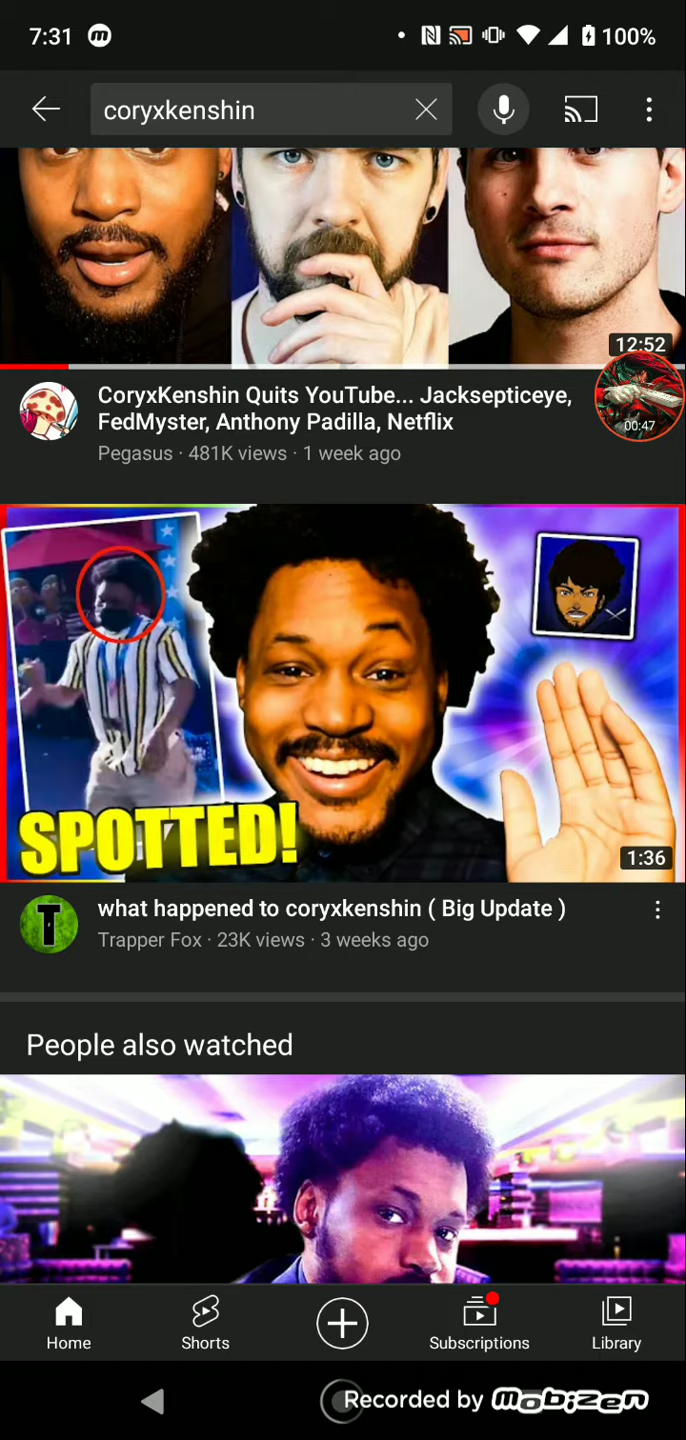 7:31
100%
coryxkenshin
12:52
CoryxKenshin Quits YouTube... Jacksepticeye,
FedMyster, Anthony Padilla, Netflix
00:47
Pegasus · 481K views · 1 week ago
SPOTTED!
1:36
T
what happened to coryxkenshin ( Big Update )
Trapper Fox · 23K views · 3 weeks ago
People also watched
Home
Shorts
Subscriptions
Library
Recorded by mobizen